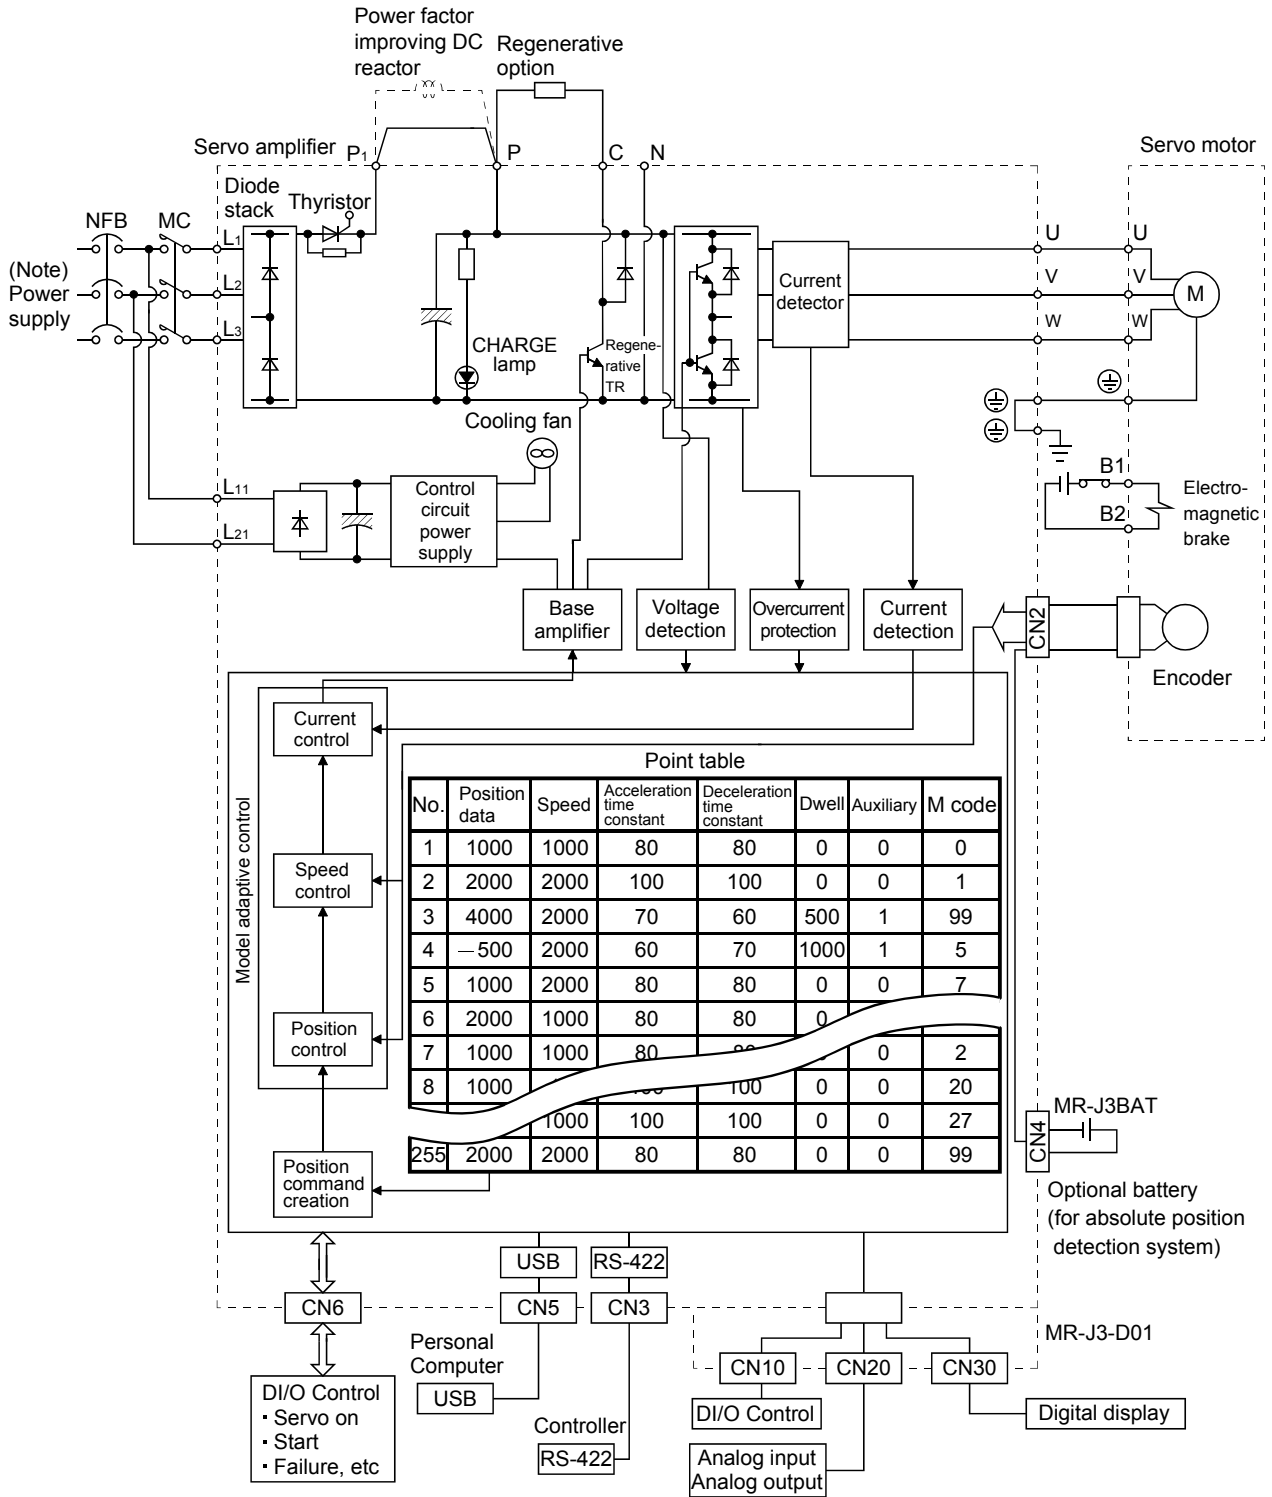 Power factor
improving DC
reactor
Regenerative
option
Servo amplifier
P1
P
C
N
Servo motor
Diode
stack
Thyristor
NFB
MC
L1
L2
L3
(Note)
Power
supply
CHARGE
lamp
Regene-
rative
TR
Current
detector
U
V
W
U
V
W
M
Cooling fan
L11
L21
Control
circuit
power
supply
B1
B2
Electro-
magnetic
brake
Base
amplifier
Voltage
detection
Overcurrent
protection
Current
detection
CN2
Encoder
Model adaptive control
Current
control
Speed
control
Position
control
Position
command
creation
Point table
No. Position data Speed Acceleration time constant Deceleration time constant Dwell Auxiliary M code
1 1000 1000 80 80 0 0 0
2 2000 2000 100 100 0 0 1
3 4000 2000 70 60 500 1 99
4 —500 2000 60 70 1000 1 5
5 1000 2000 80 80 0 0 7
6 2000 1000 80 80 0
7 1000 1000 80 80 0 2
8 1000 100 0 0 20
1000 100 100 0 0 27
255 2000 2000 80 80 0 0 99
MR-J3BAT
CN4
Optional battery
(for absolute position
detection system)
USB
RS-422
CN6
CN5
CN3
MR-J3-D01
CN10
CN20
CN30
Personal
Computer
USB
DI/O Control
▪ Servo on
▪ Start
▪ Failure, etc
Controller
RS-422
DI/O Control
Analog input
Analog output
Digital display